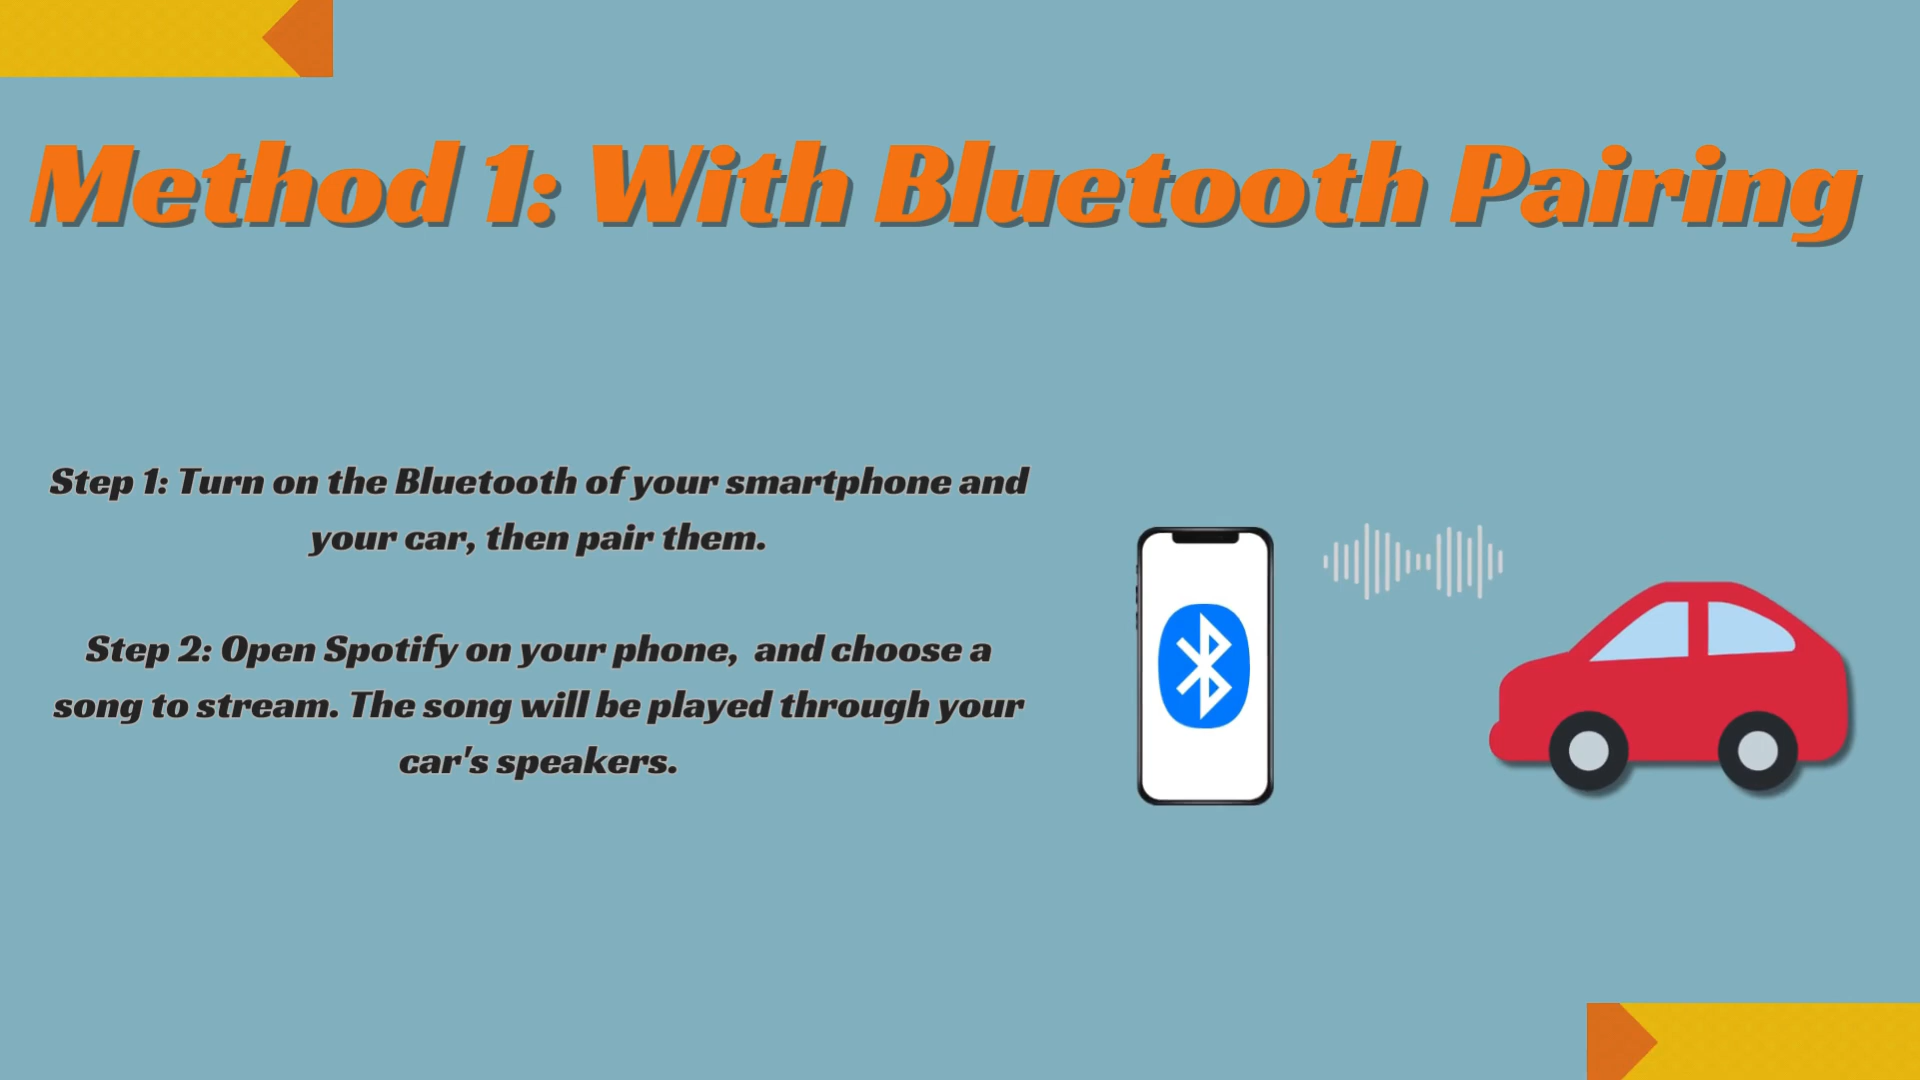 Method 1: With Bluetooth Pairing
Step 1: Turn on the Bluetooth of your smartphone and
your car, then pair them.
Step 2: Open Spotify on your phone,  and choose a
song to stream. The song will be played through your
car's speakers.